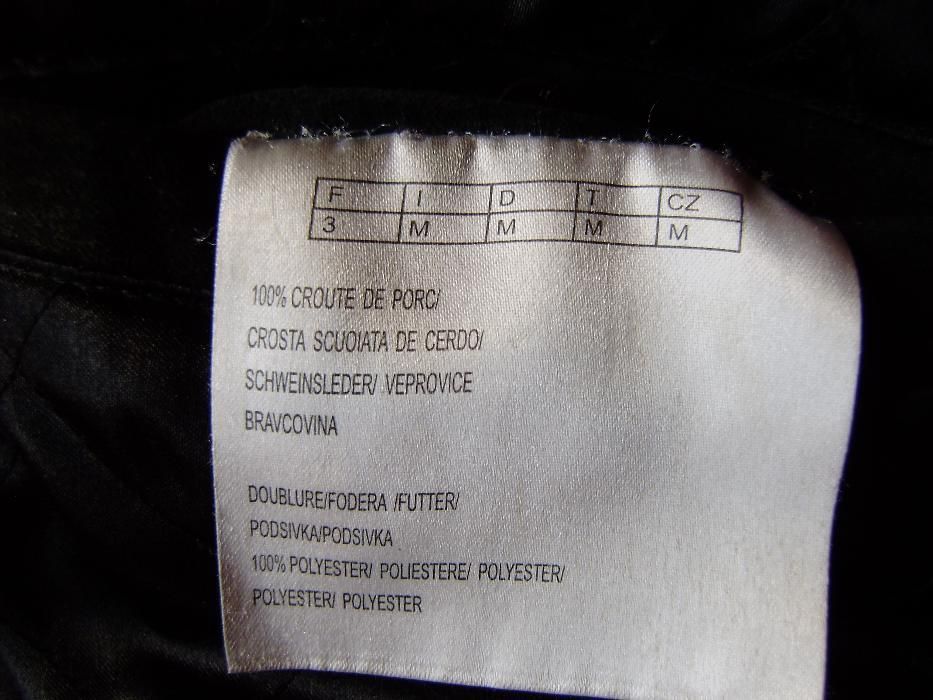 F I D T CZ
3 M M M M
100% CROUTE DE PORC/
CROSTA SCUOIATA DE CERDO/
SCHWEINSLEDER/ VEPROVICE
BRAVCOVINA
DOUBLURE/FODERA /FUTTER/
PODSIVKA/PODSIVKA
100% POLYESTER/ POLIESTERE/ POLYESTER/
POLYESTER/ POLYESTER